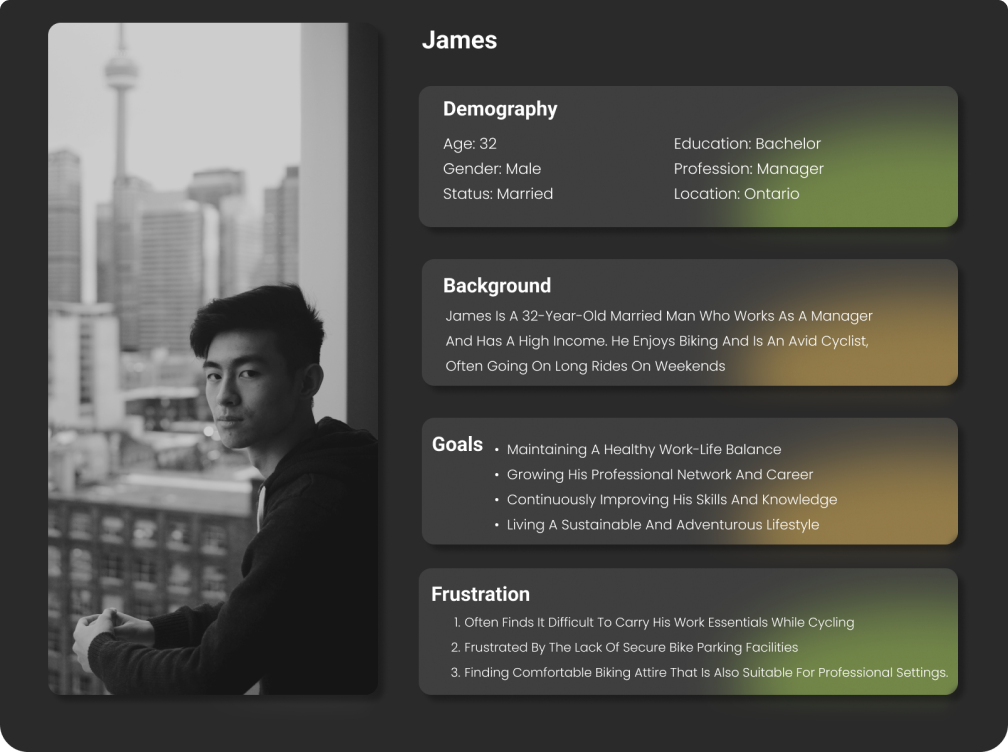 James
Demography
Age: 32
Gender: Male
Status: Married
Education: Bachelor
Profession: Manager
Location: Ontario
Background
James Is A 32-Year-Old Married Man Who Works As A Manager
And Has A High Income. He Enjoys Biking And Is An Avid Cyclist,
Often Going On Long Rides On Weekends
Goals
• Maintaining A Healthy Work-Life Balance
• Growing His Professional Network And Career
• Continuously Improving His Skills And Knowledge
• Living A Sustainable And Adventurous Lifestyle
Frustration
1. Often Finds It Difficult To Carry His Work Essentials While Cycling
2. Frustrated By The Lack Of Secure Bike Parking Facilities
3. Finding Comfortable Biking Attire That Is Also Suitable For Professional Settings.